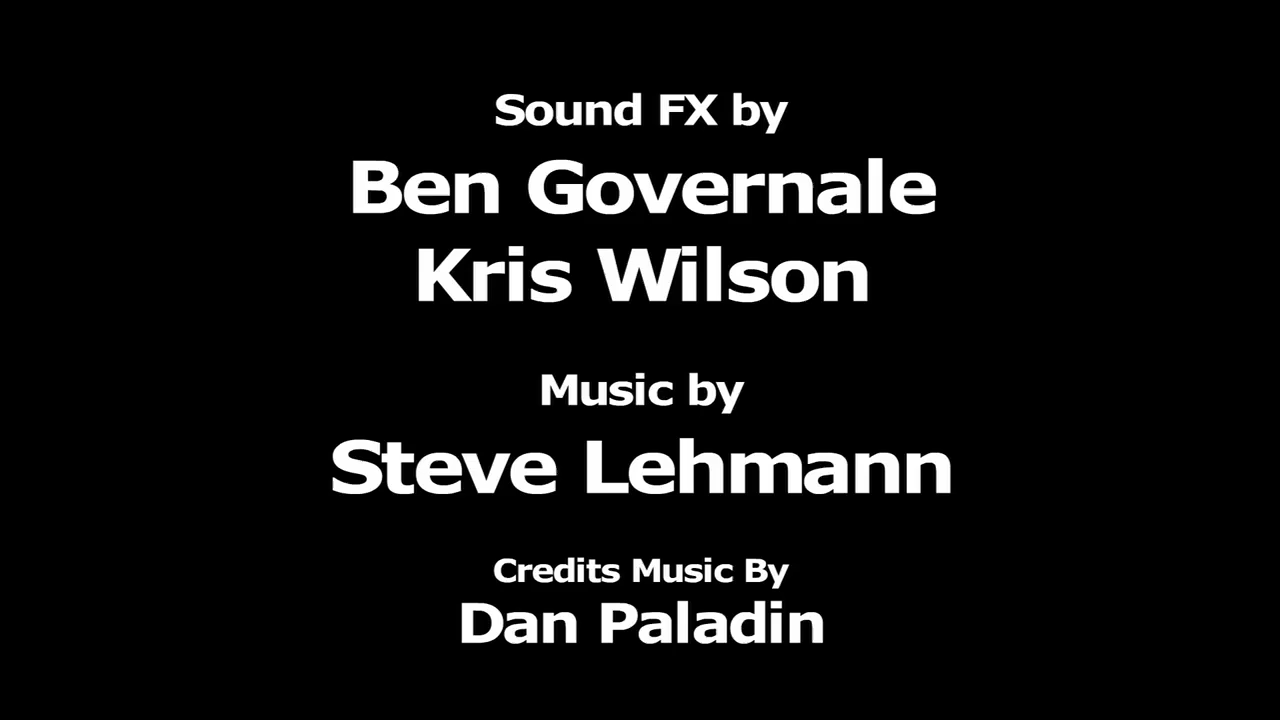 Sound FX by
Ben Governale
Kris Wilson
Music by
Steve Lehmann
Credits Music By
Dan Paladin